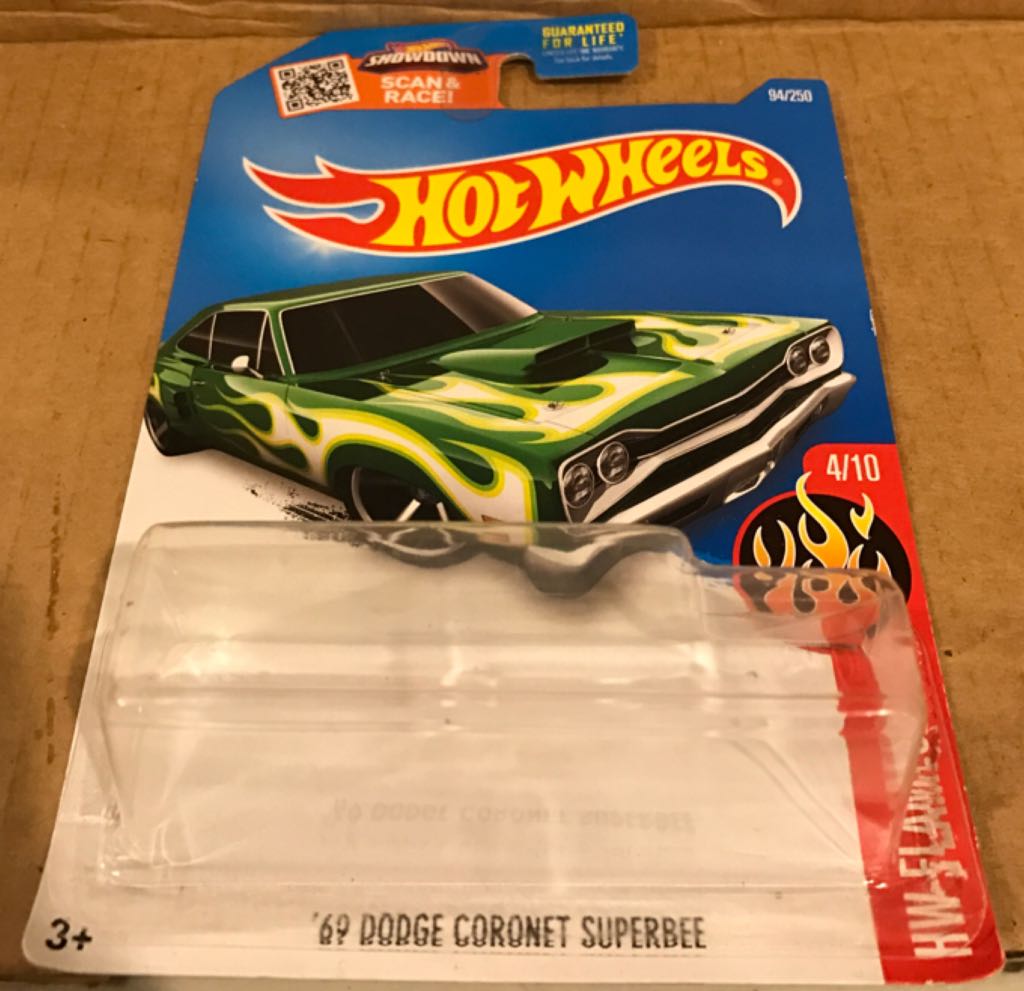 GUARANTEED
FOR LIFE*
SHOWDOWN
SCAN &
RACE!
94/250
HOT WHEELS
4/10
HW-FLAMES
'69 DODGE CORONET SUPERBEE
3+